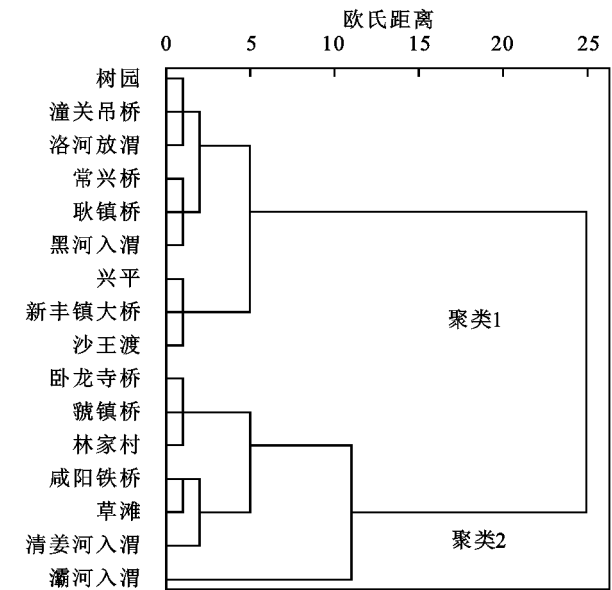 欧氏距离
0 5 10 15 20 25
树园
潼关吊桥
洛河放渭
常兴桥
耿镇桥
黑河入渭
兴平
新丰镇大桥
聚类1
沙王渡
卧龙寺桥
虢镇桥
林家村
咸阳铁桥
草滩
清姜河入渭
聚类2
灞河入渭